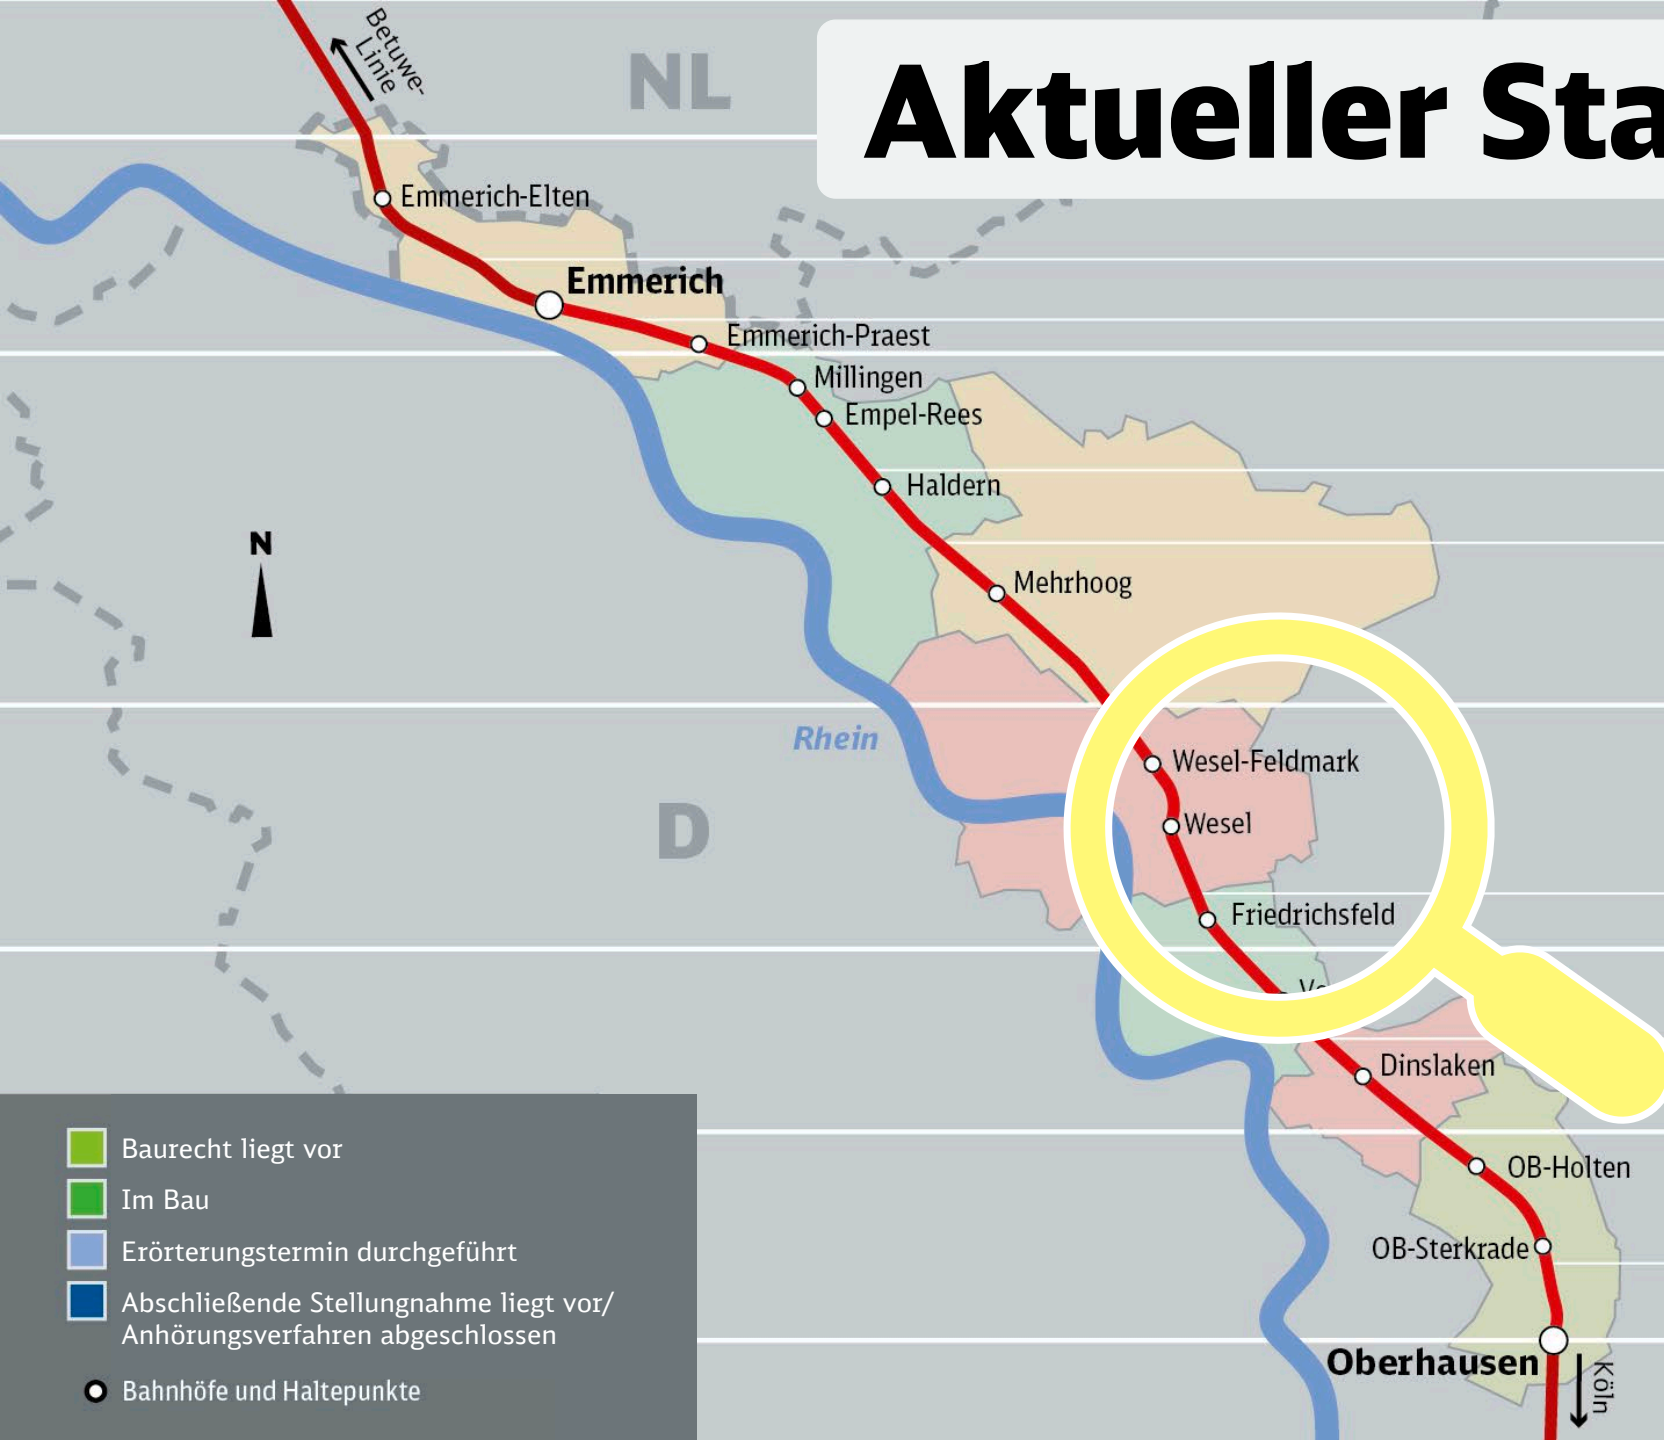 Betuwe-
Linie
NL
Aktueller
Emmerich-Elten
Emmerich
Emmerich-Praest
Millingen
Empel-Rees
Haldern
N
Mehrhoog
Rhein
Wesel-Feldmark
D
Wesel
Friedrichsfeld
Dinslaken
OB-Holten
OB-Sterkrade
Oberhausen
Köln
Baurecht liegt vor
Im Bau
Erörterungstermin durchgeführt
Abschließende Stellungnahme liegt vor/
Anhörungsverfahren abgeschlossen
Bahnhöfe und Haltepunkte